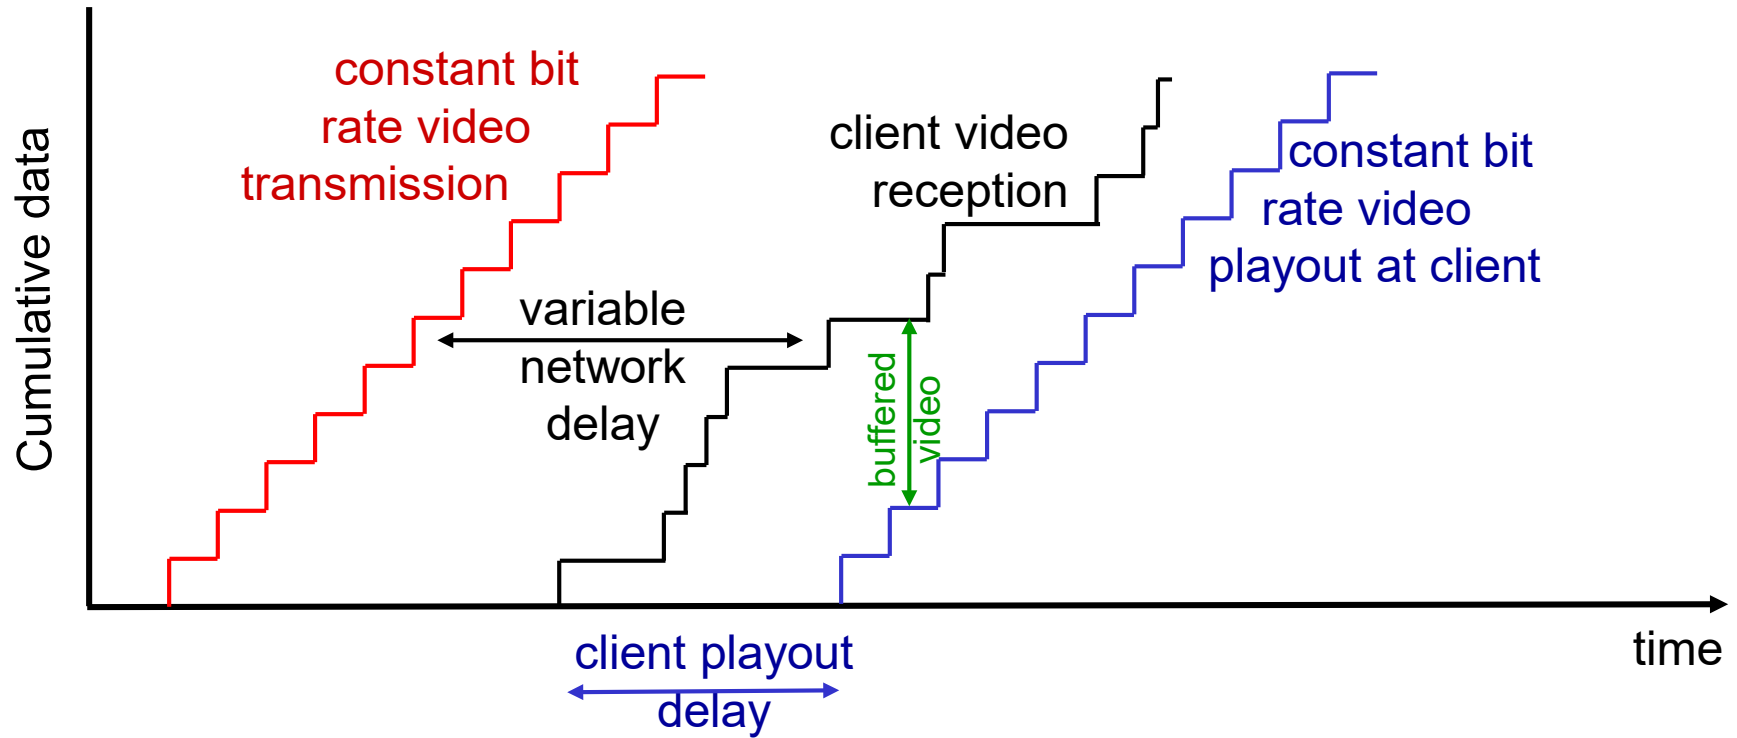 constant bit
rate video
transmission
client video
reception
constant bit
rate video
playout at client
Cumulative data
variable
network
delay
buffered
video
time
client playout
delay